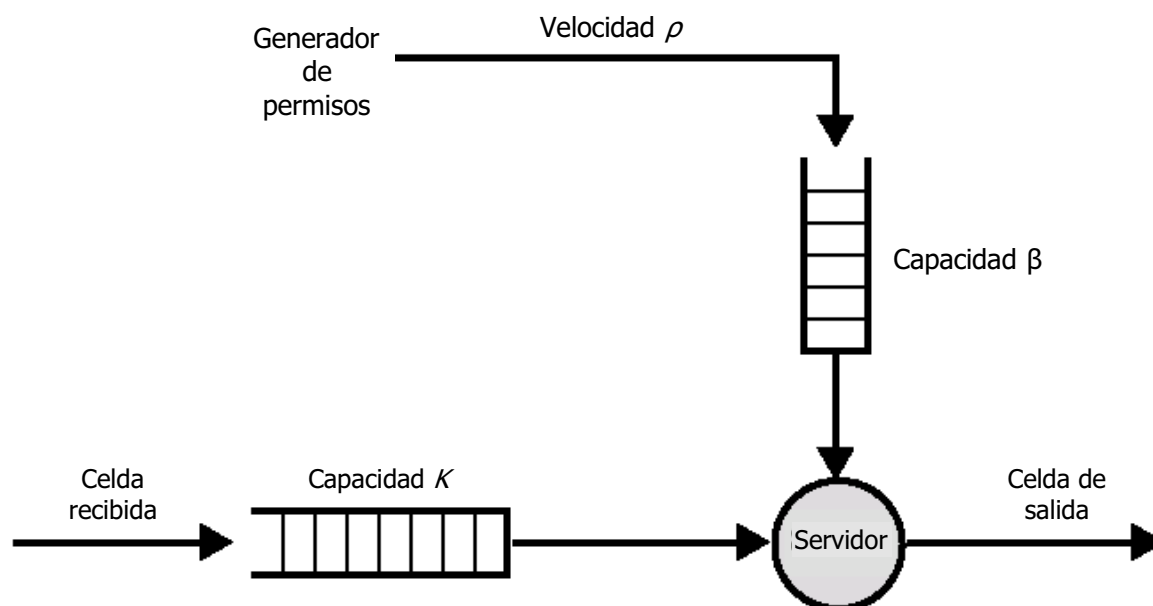 Velocidad ρ
Generador
de
permisos
Capacidad β
Celda
recibida
Capacidad K
Servidor
Celda de
salida